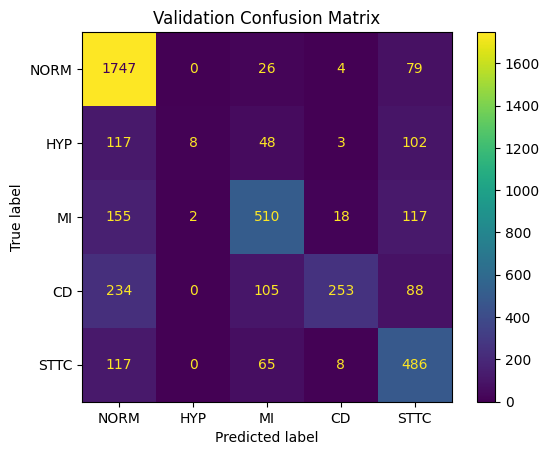 Validation Confusion Matrix
NORM 1747 0 26 4 79
HYP 117 8 48 3 102
MI 155 2 510 18 117
CD 234 0 105 253 88
STTC 117 0 65 8 486
NORM HYP MI CD STTC
Predicted label
True label
1600
1400
1200
1000
800
600
400
200
0